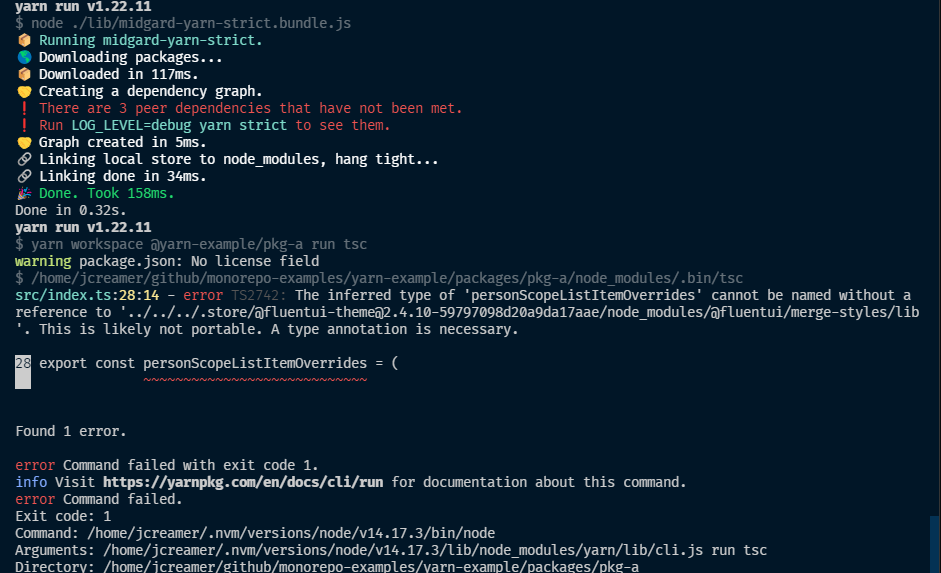 yarn run v1.22.11
$ node ./lib/midgard-yarn-strict.bundle.js
Running midgard-yarn-strict.
Downloading packages...
Downloaded in 117ms.
Creating a dependency graph.
There are 3 peer dependencies that have not been met.
Run LOG_LEVEL=debug yarn strict to see them.
Graph created in 5ms.
Linking local store to node_modules, hang tight...
Linking done in 34ms.
Done. Took 158ms.
Done in 0.32s.
yarn run v1.22.11
$ yarn workspace @yarn-example/pkg-a run tsc
warning package.json: No license field
$ /home/jcreamer/github/monorepo-examples/yarn-example/packages/pkg-a/node_modules/.bin/tsc
src/index.ts:28:14 - error TS2742: The inferred type of 'personScopeListItemOverrides' cannot be named without a
reference to '../../../.store/@fluentui-theme@2.4.10-59797098d20a9da17aae/node_modules/@fluentui/merge-styles/lib
'. This is likely not portable. A type annotation is necessary.
28 export const personScopeListItemOverrides = (
~~~~~~~~~~~~~~~~~~~~~~~~~~~~
Found 1 error.
error Command failed with exit code 1.
info Visit https://yarnpkg.com/en/docs/cli/run for documentation about this command.
error Command failed.
Exit code: 1
Command: /home/jcreamer/.nvm/versions/node/v14.17.3/bin/node
Arguments: /home/jcreamer/.nvm/versions/node/v14.17.3/lib/node_modules/yarn/lib/cli.js run tsc
Directory: /home/jcreamer/github/monorepo-examples/yarn-example/packages/pkg-a